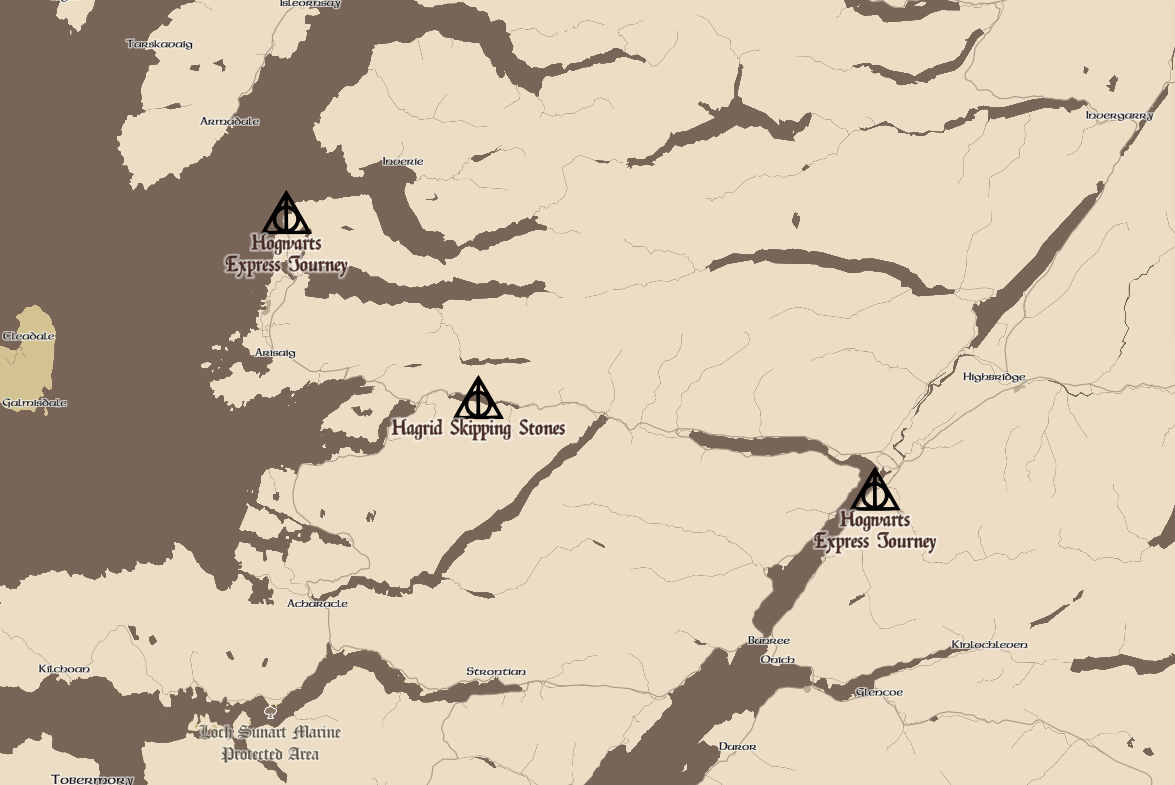 Isleornsay
Tarskavaig
Armadale
Invergarry
Inverie
Hogwarts
Express Journey
Cleadale
Arisaig
Highbridge
Galmisdale
Hagrid Skipping Stones
Hogwarts
Express Journey
Acharacle
Bunree
Kinlochleven
Onich
Kilchoan
Strontian
Glencoe
Loch Sunart Marine
Protected Area
Duror
Tobermory